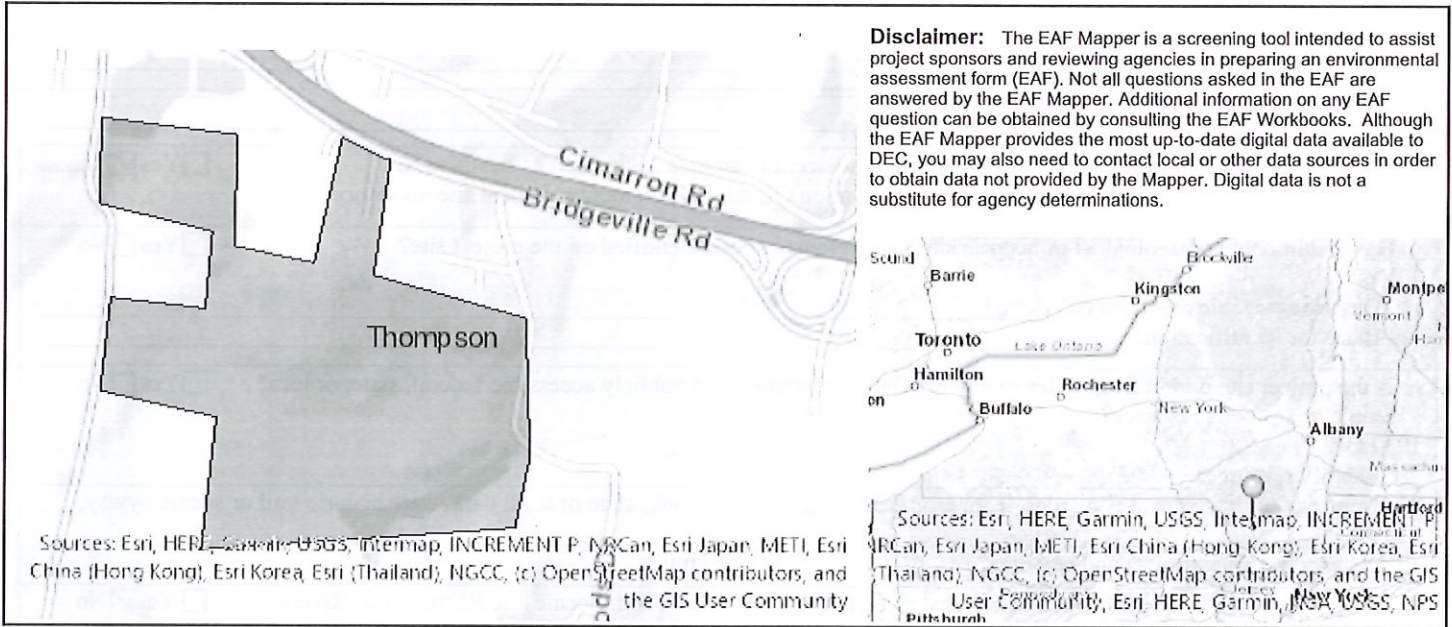 Disclaimer: The EAF Mapper is a screening tool intended to assist
project sponsors and reviewing agencies in preparing an environmental
assessment form (EAF). Not all questions asked in the EAF are
answered by the EAF Mapper. Additional information on any EAF
question can be obtained by consulting the EAF Workbooks. Although
the EAF Mapper provides the most up-to-date digital data available to
DEC, you may also need to contact local or other data sources in order
to obtain data not provided by the Mapper. Digital data is not a
substitute for agency determinations.
Cimarron Rd
Bridgeville Rd
Thompson
Sources: Esri, HERE, Garmin, USGS, Intermap, INCREMENT P, NRCan, Esri Japan, METI, Esri
China (Hong Kong), Esri Korea, Esri (Thailand), NGCC, (c) OpenStreetMap contributors, and
the GIS User Community
Sound
Barrie
Brockville
Kingston
Montpe
Vermont
Toronto
Lake Ontario
Hamilton
Rochester
on
Buffalo
New York
Albany
Massachu
Hartford
Connecticut
Sources: Esri, HERE, Garmin, USGS, Intermap, INCREMENT P,
NRCan, Esri Japan, METI, Esri China (Hong Kong), Esri Korea, Esri
(Thailand), NGCC, (c) OpenStreetMap contributors, and the GIS
User Community, Esri, HERE, Garmin, NGA, USGS, NPS
New York
Pittsburgh